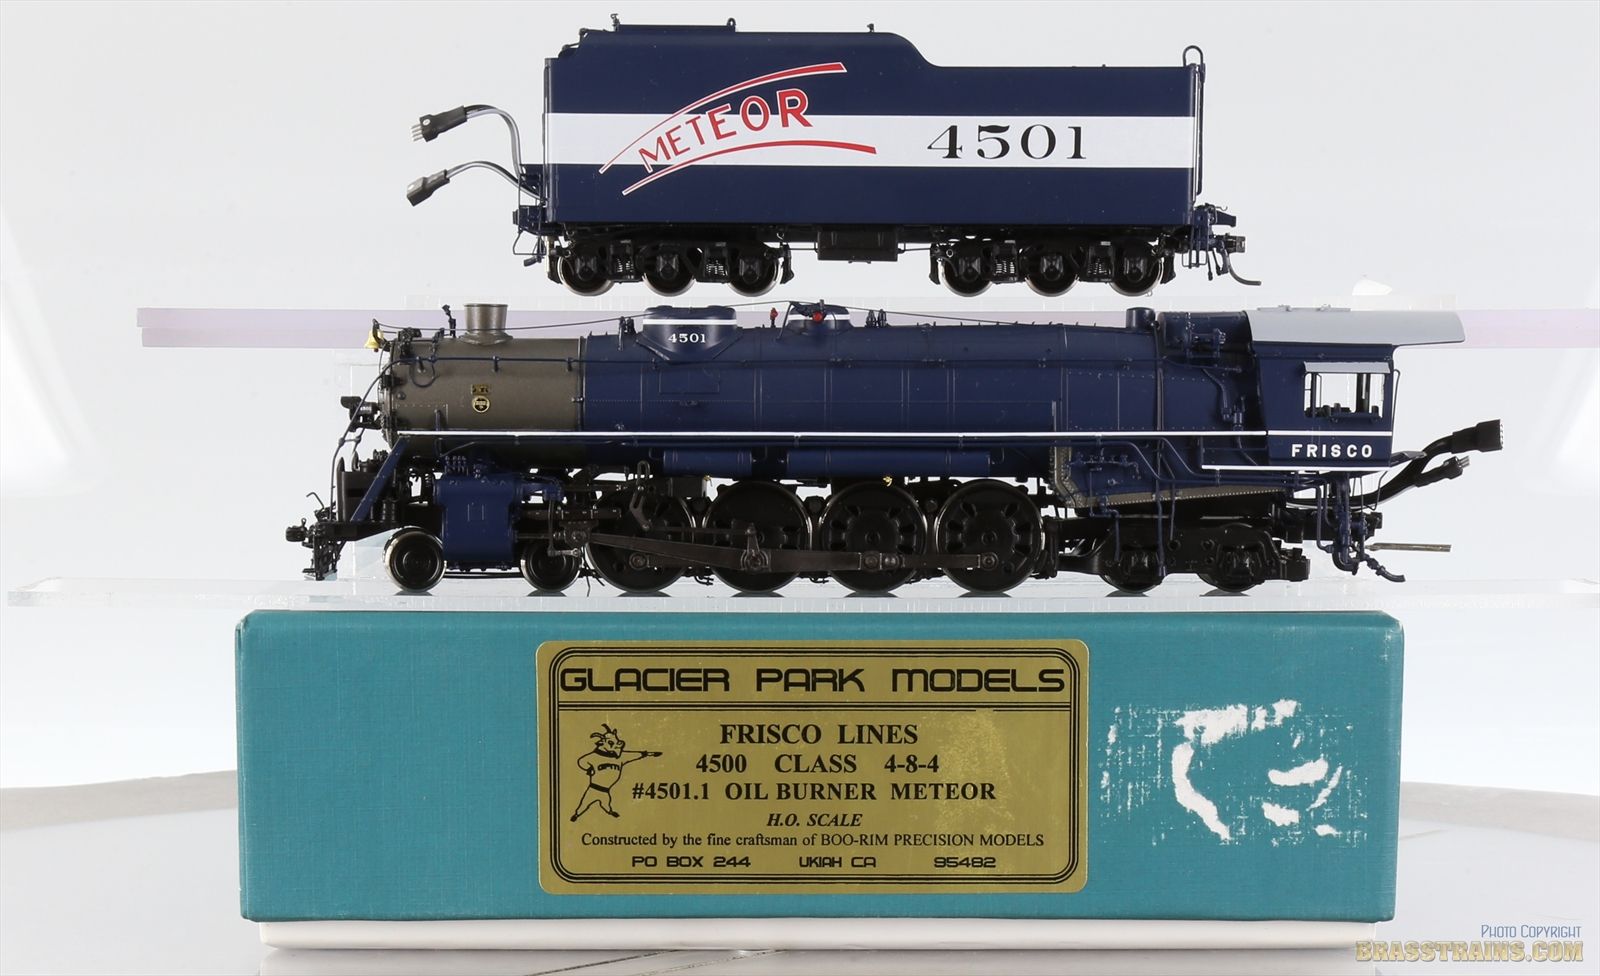 METEOR
4501
4501
FRISCO
GLACIER PARK MODELS
FRISCO LINES
4500 CLASS 4-8-4
#4501.1 OIL BURNER METEOR
H.O. SCALE
Constructed by the fine craftsman of BOO-RIM PRECISION MODELS
PO BOX 244 UKIAH CA 95482
PHOTO COPYRIGHT
BRASSTRAINS.COM